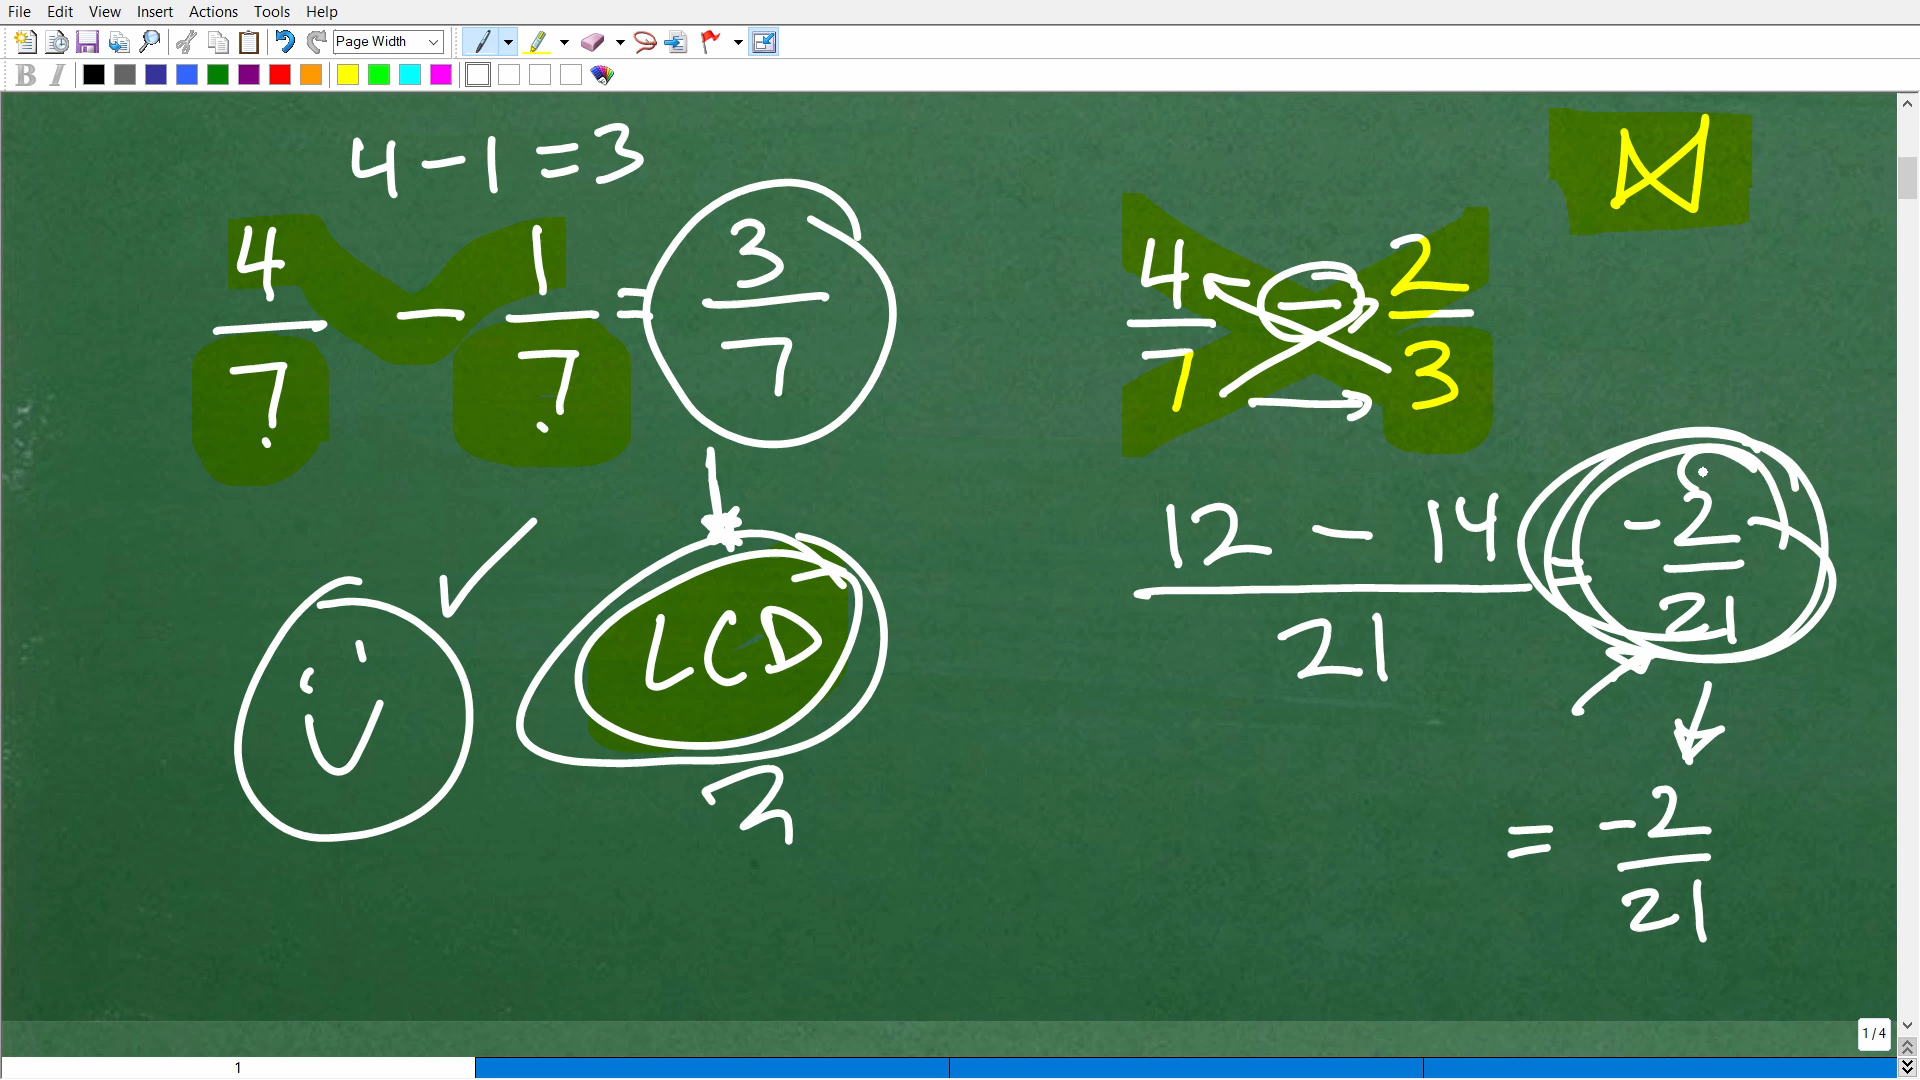 File Edit View Insert Actions Tools Help
Page Width
B I
4 - 1 = 3
4/7 - 1/7 = 3/7
LCD
4/7 - 2/3
12 - 14 / 21 = -2/21
= -2/21
1 / 4
1